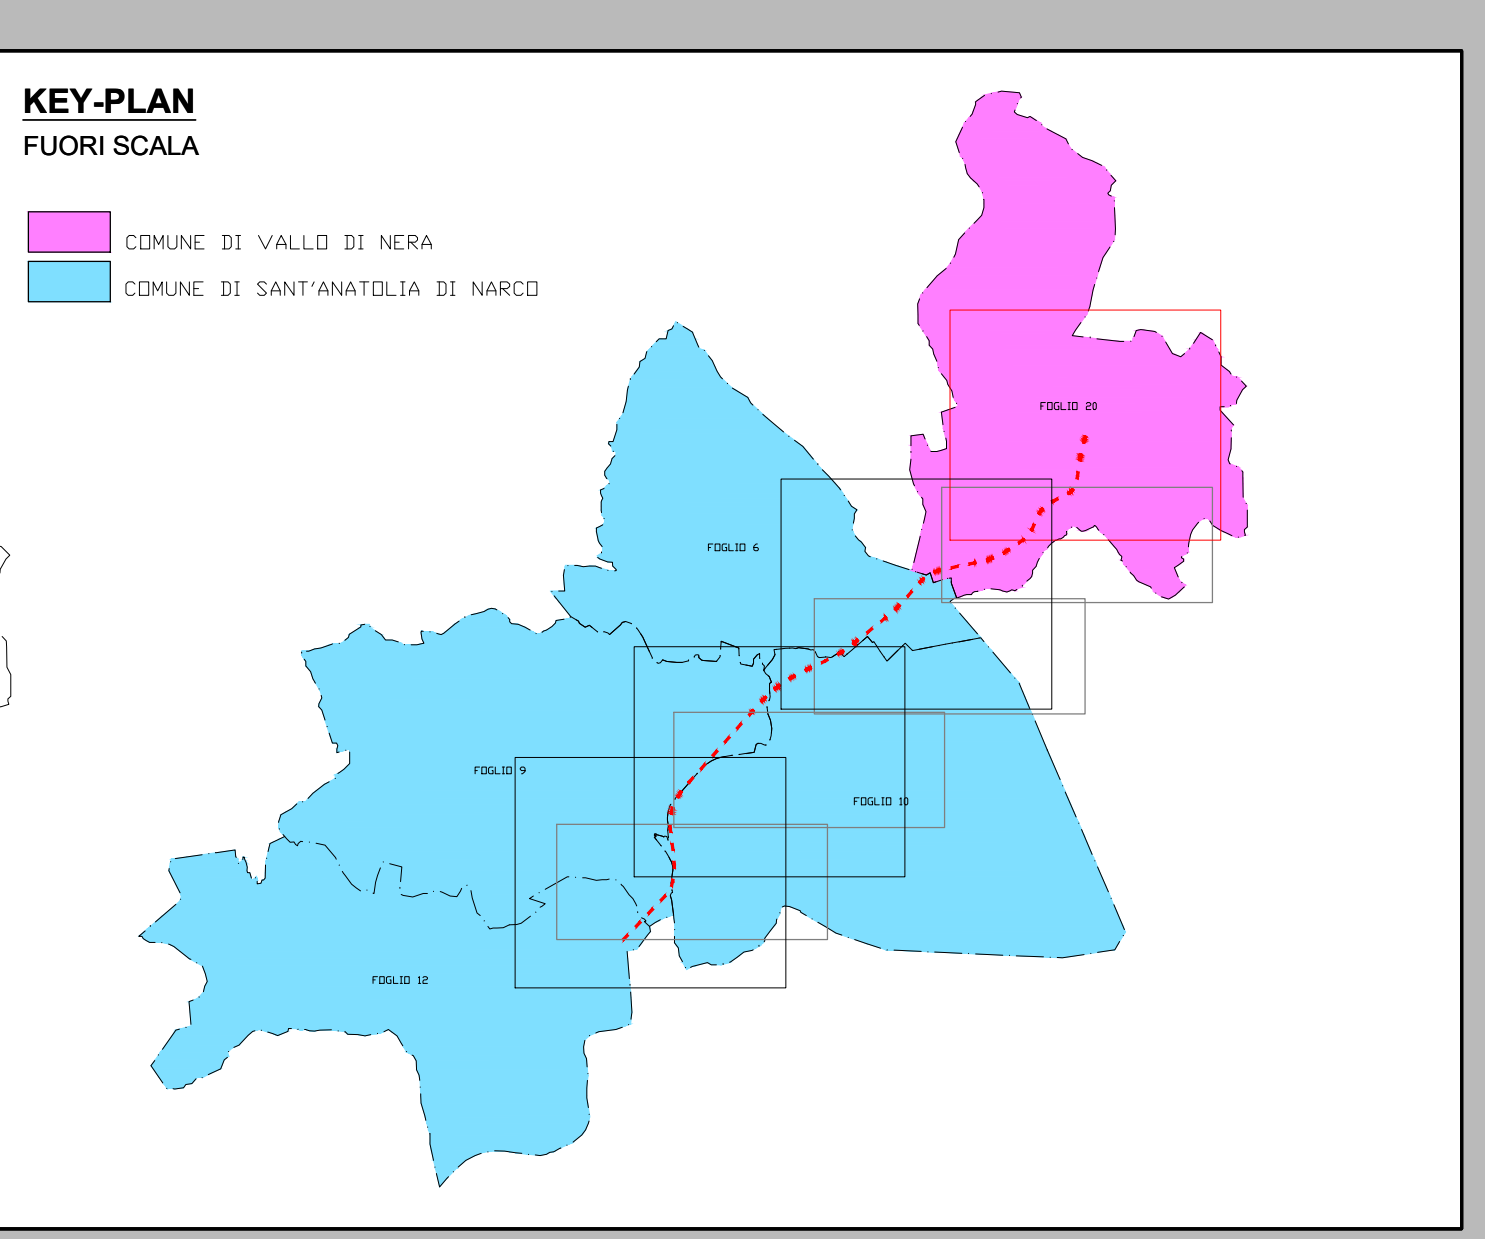 KEY-PLAN
FUORI SCALA
COMUNE DI VALLO DI NERA
COMUNE DI SANT'ANATOLIA DI NARCO
FOGLIO 20
FOGLIO 6
FOGLIO 9
FOGLIO 10
FOGLIO 12